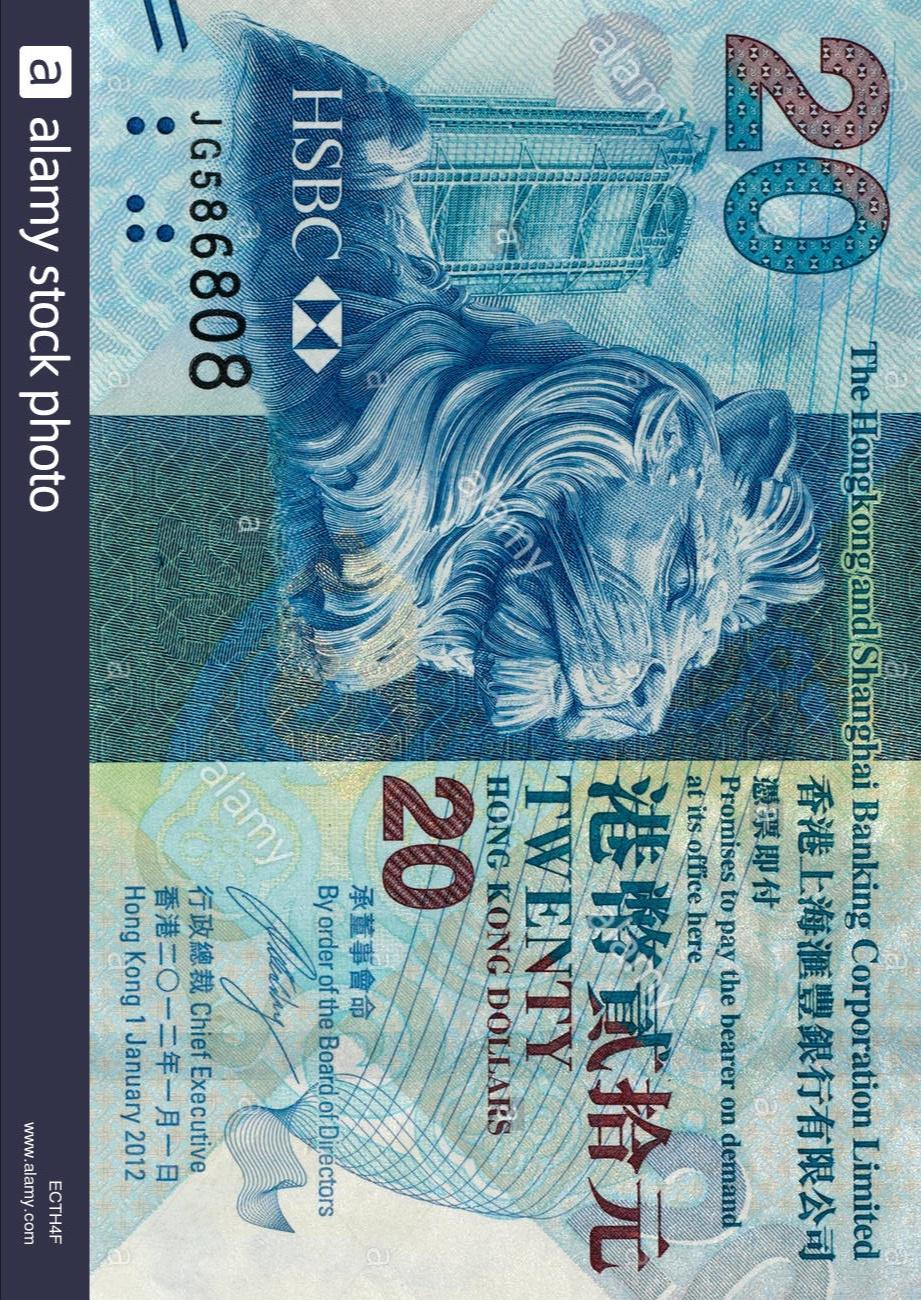 20
The Hongkong and Shanghai Banking Corporation Limited
香港上海滙豐銀行有限公司
憑票即付
Promises to pay the bearer on demand
at its office here
港幣貳拾元
TWENTY
HONG KONG DOLLARS
20
承董事會命
By order of the Board of Directors
行政總裁 Chief Executive
香港二〇一二年一月一日
Hong Kong 1 January 2012
HSBC
JG586808
alamy
alamy
alamy
alamy
a alamy stock photo
ECTH4F
www.alamy.com